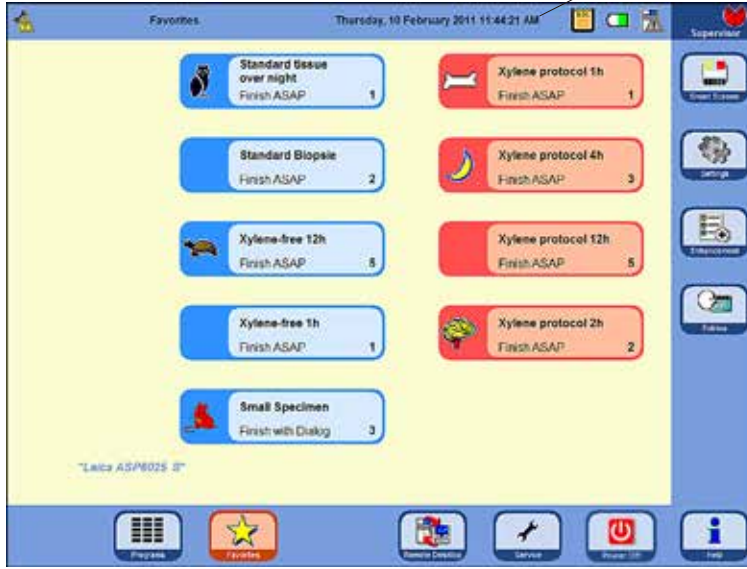 Favorites
Thursday, 10 February 2011 11:44:21 AM
Supervisor
Standard tissue
over night
Finish ASAP 1
Xylene protocol 1h
Finish ASAP 1
Smart Screen
Standard Biopsie
Finish ASAP 2
Xylene protocol 4h
Finish ASAP 3
Settings
Xylene-free 12h
Finish ASAP 5
Xylene protocol 12h
Finish ASAP 5
Xylene-free 1h
Finish ASAP 1
Xylene protocol 2h
Finish ASAP 2
Small Specimen
Finish with Dialog 3
"Leica ASP6025 S"
Programs
Favorites
Remote Desktop
Service
Power Off
Help